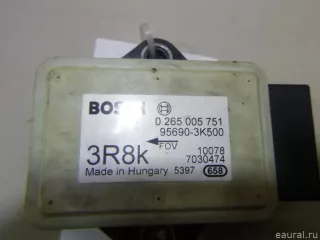 BOSCH
0 265 005 751
95690-3K500
FOV
3R8k
10078
7030474
Made in Hungary 5397 658
© eaural.ru